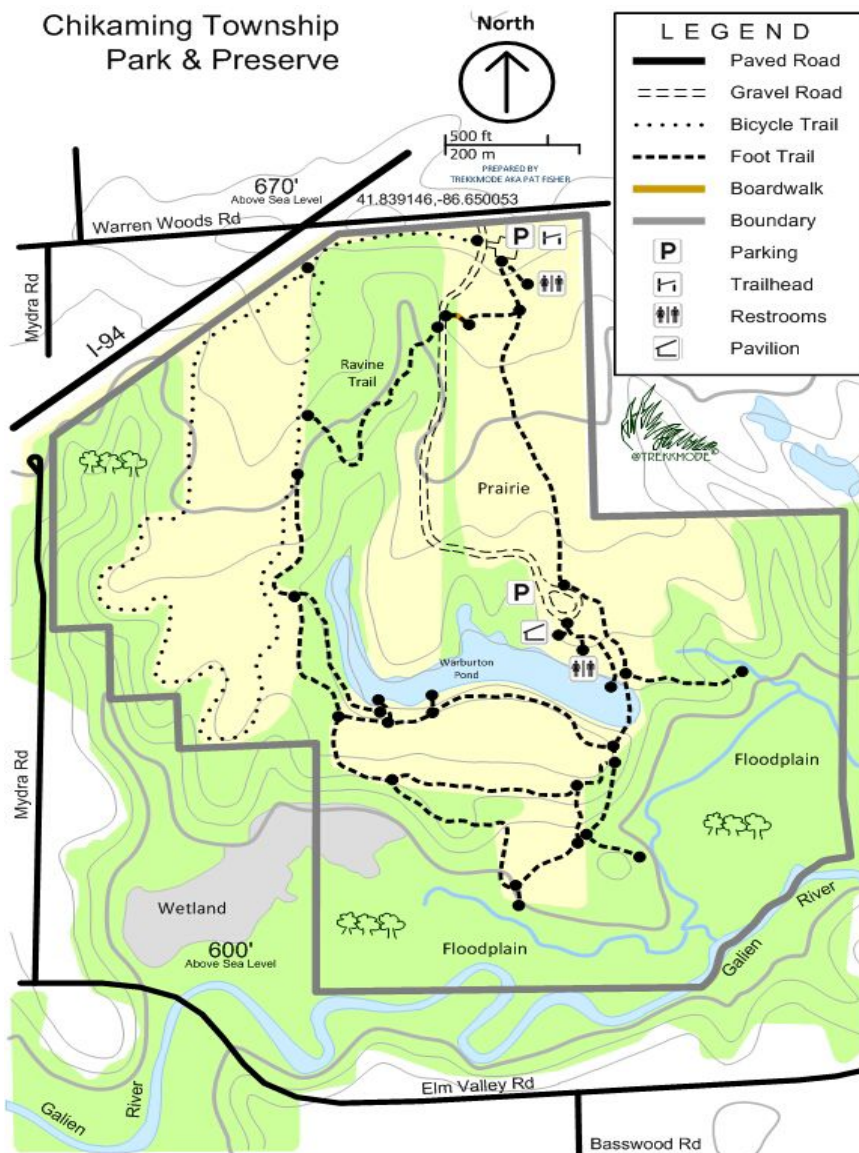 Chikaming Township
Park & Preserve
North
500 ft
200 m
PREPARED BY
TREKKMODE AKA PAT FISHER
LEGEND
Paved Road
Gravel Road
Bicycle Trail
Foot Trail
Boardwalk
Boundary
P
Parking
Trailhead
Restrooms
Pavilion
670'
Above Sea Level
41.839146,-86.650053
Warren Woods Rd
Mydra Rd
I-94
P
Ravine
Trail
@TREKKMODE®
Prairie
P
Warburton
Pond
Mydra Rd
Floodplain
Wetland
600'
Above Sea Level
Floodplain
Galien
River
Elm Valley Rd
Galien
River
Basswood Rd